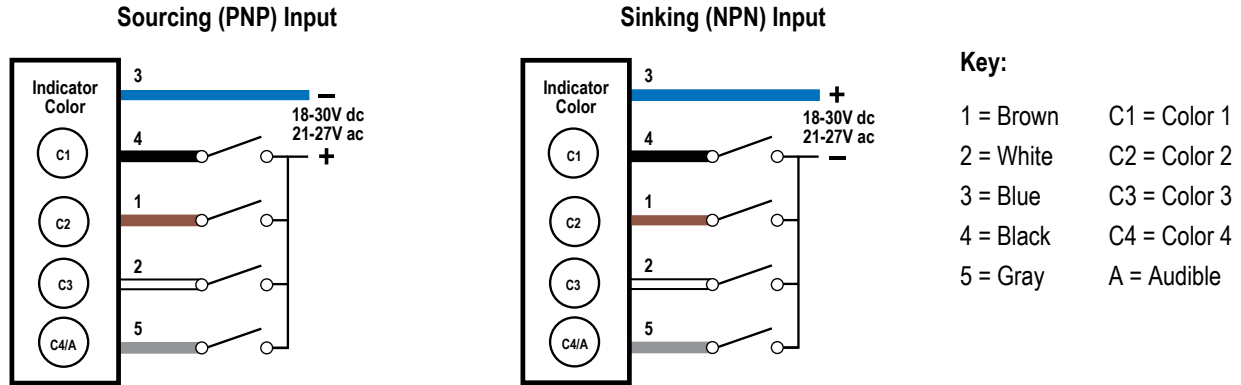 Sourcing (PNP) Input
Indicator
Color
3
–
18-30V dc
21-27V ac
4
+
C1
1
C2
2
C3
5
C4/A
Sinking (NPN) Input
Indicator
Color
3
+
18-30V dc
21-27V ac
4
–
C1
1
C2
2
C3
5
C4/A
Key:
1 = Brown C1 = Color 1
2 = White C2 = Color 2
3 = Blue C3 = Color 3
4 = Black C4 = Color 4
5 = Gray A = Audible